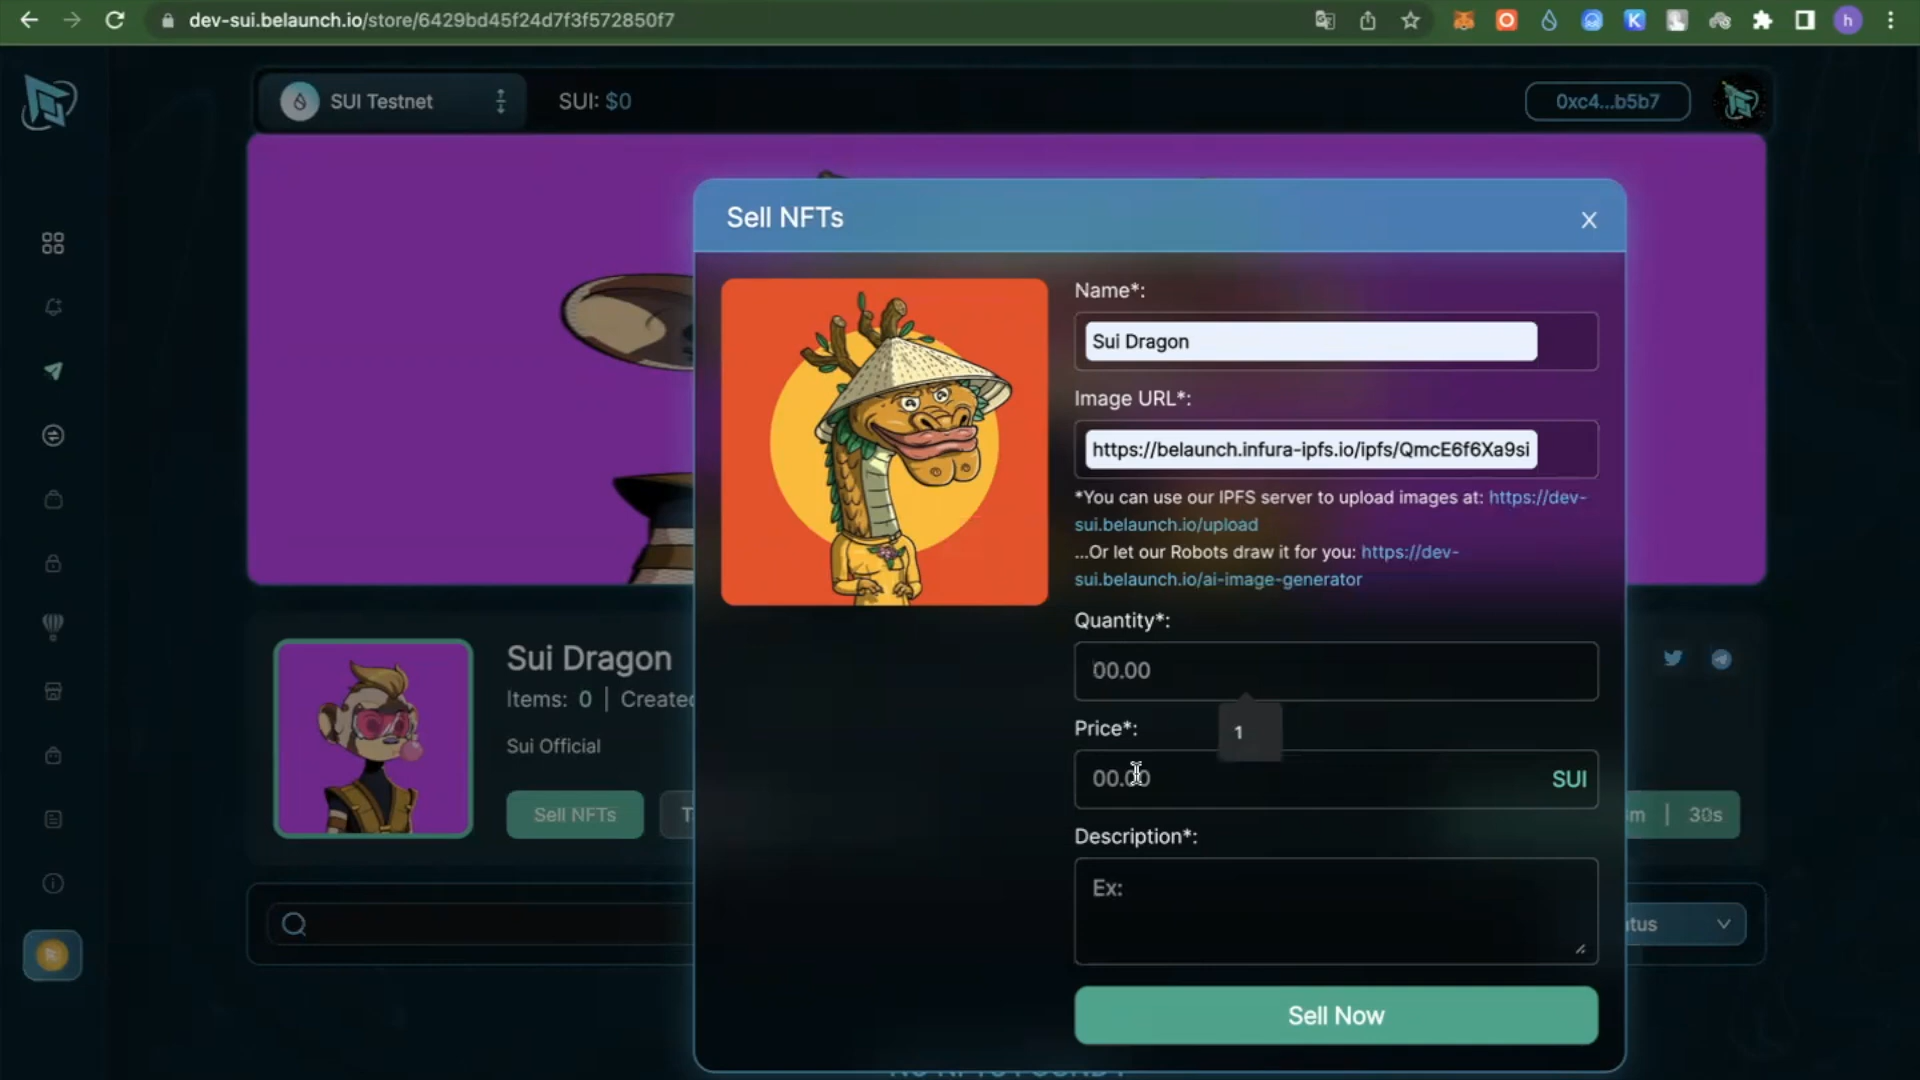 dev-sui.belaunch.io/store/6429bd45f24d7f3f572850f7
h
SUI Testnet
SUI: $0
0xc4...b5b7
Sell NFTs
X
Name*:
Sui Dragon
Image URL*:
https://belaunch.infura-ipfs.io/ipfs/QmcE6f6Xa9si
*You can use our IPFS server to upload images at: https://dev-
sui.belaunch.io/upload
...Or let our Robots draw it for you: https://dev-
sui.belaunch.io/ai-image-generator
Quantity*:
00.00
1
Price*:
00.00
SUI
Description*:
Ex:
Sell Now
Sui Dragon
Items: 0 | Created
Sui Official
Sell NFTs
T
m | 30s
tus